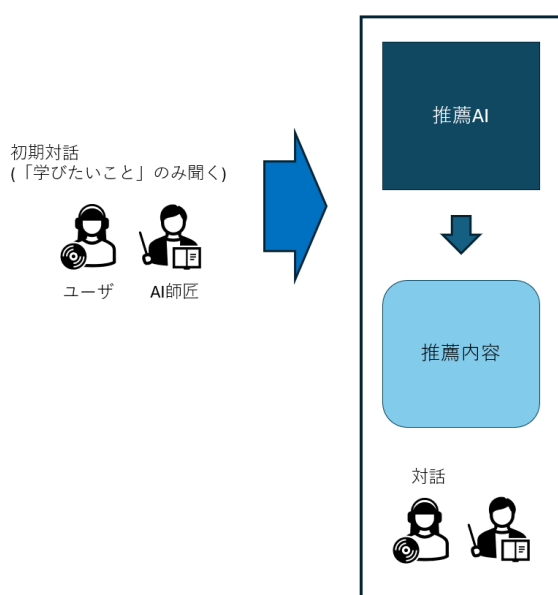 初期対話
(「学びたいこと」のみ聞く)
ユーザ
AI師匠
推薦AI
推薦内容
対話